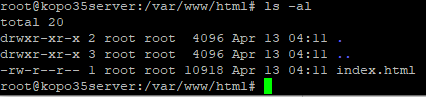 root@kopo35server:/var/www/html# ls -al
total 20
drwxr-xr-x 2 root root  4096 Apr 13 04:11 .
drwxr-xr-x 3 root root  4096 Apr 13 04:11 ..
-rw-r--r-- 1 root root 10918 Apr 13 04:11 index.html
root@kopo35server:/var/www/html#